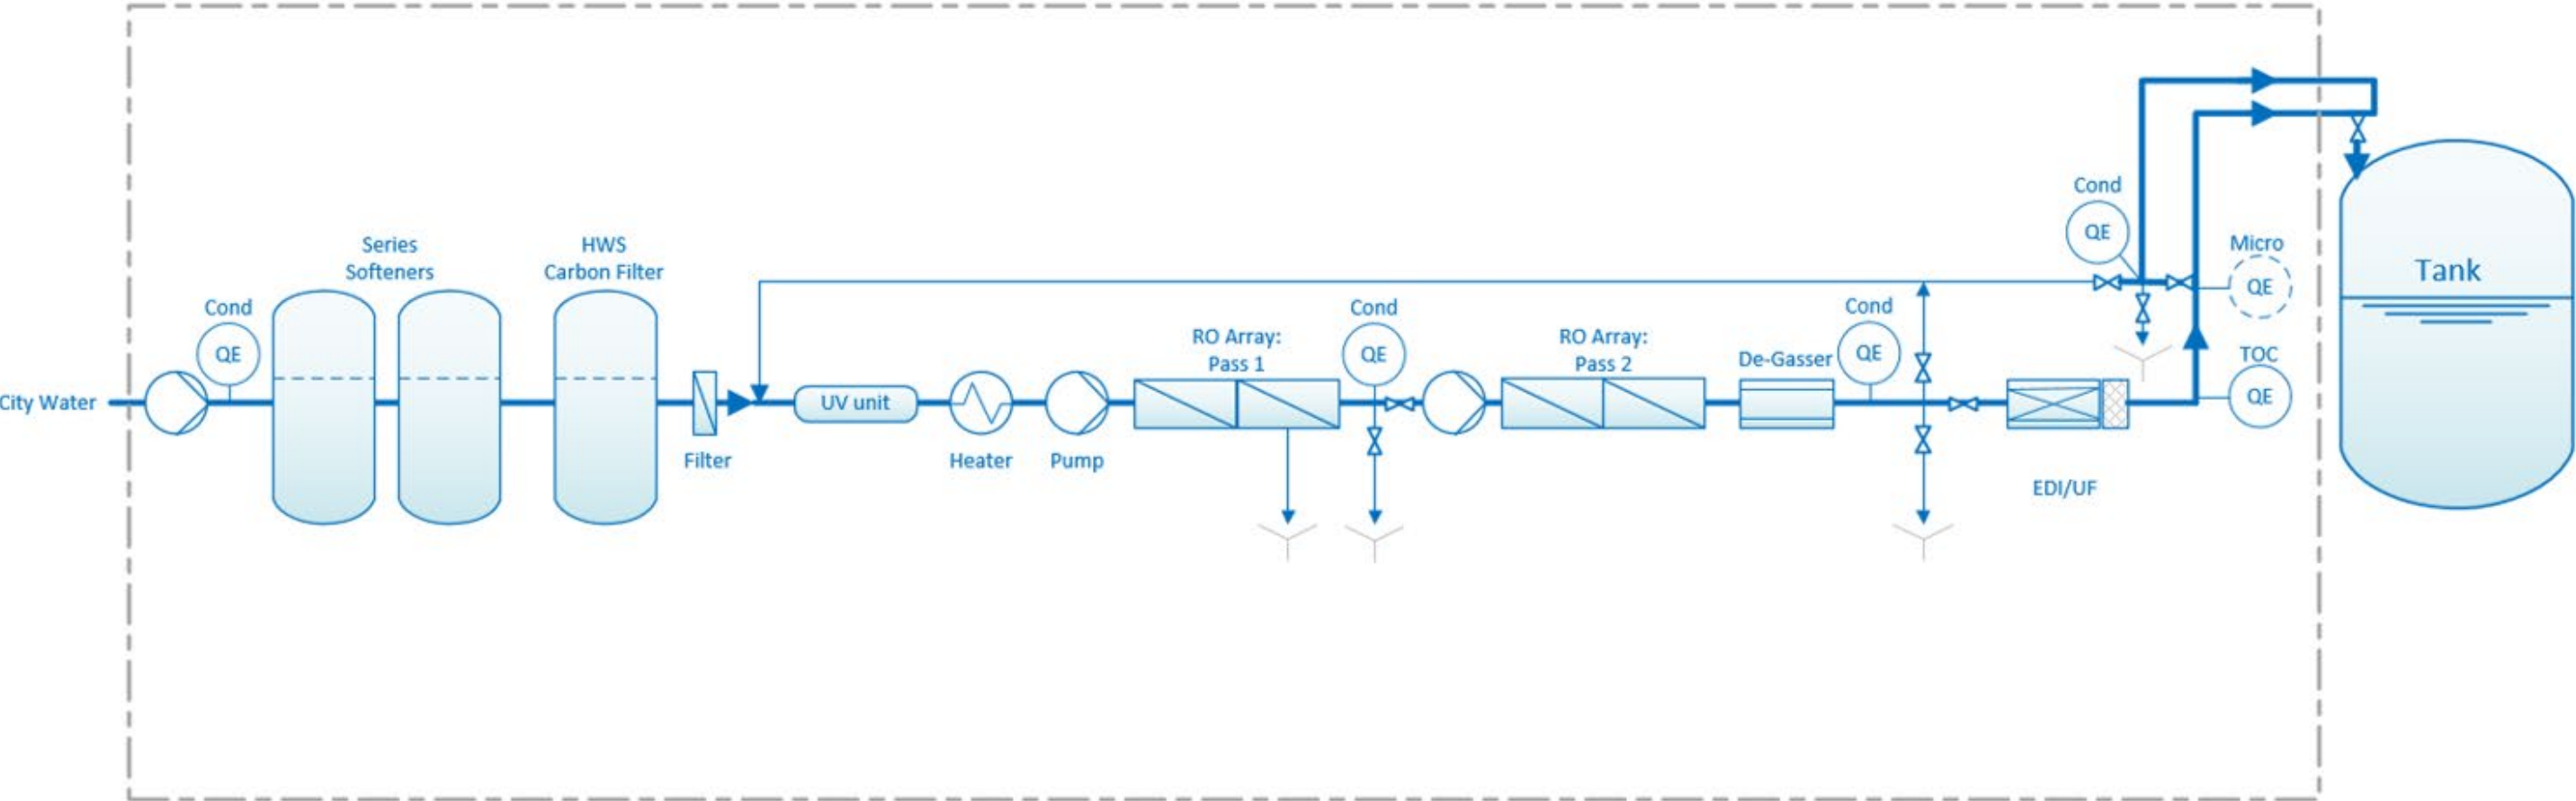 City Water
Cond
QE
Series
Softeners
HWS
Carbon Filter
Filter
UV unit
Heater
Pump
RO Array:
Pass 1
Cond
QE
RO Array:
Pass 2
De-Gasser
Cond
QE
EDI/UF
Cond
QE
Micro
QE
TOC
QE
Tank